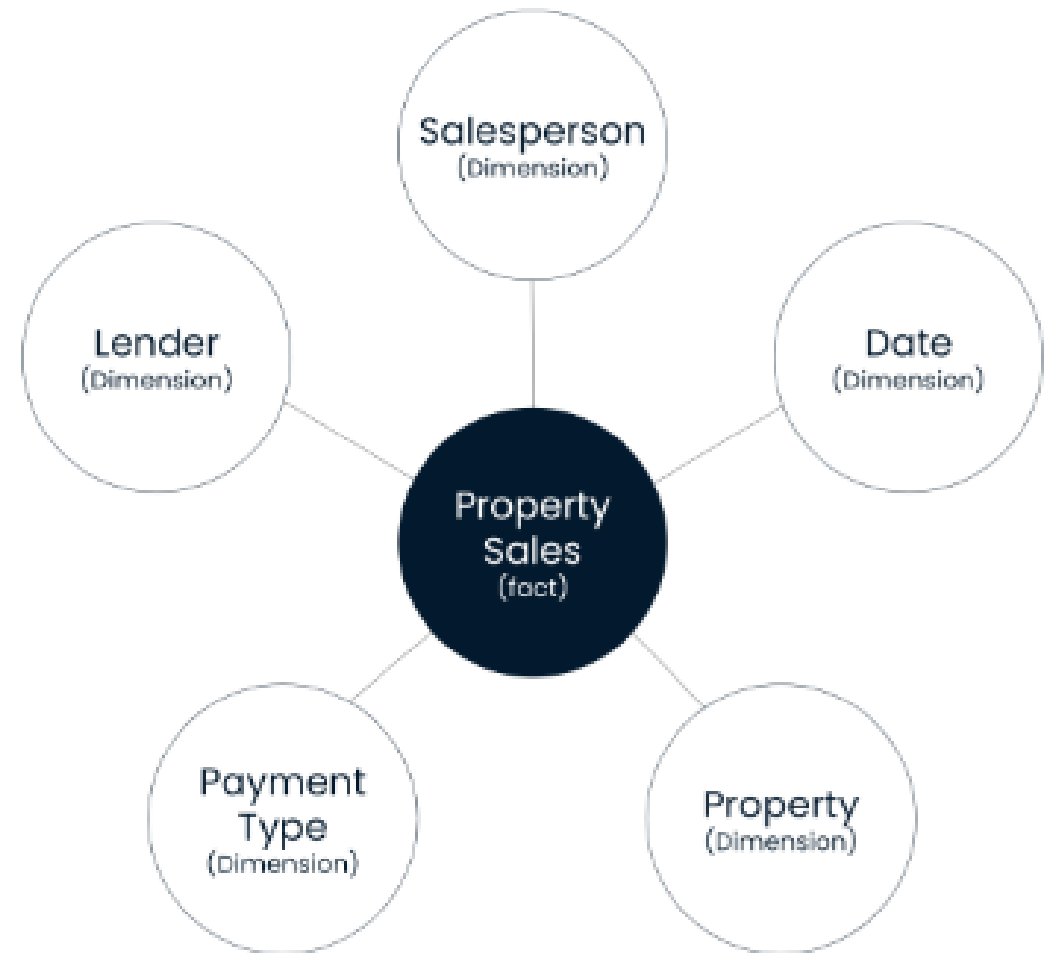 Salesperson
(Dimension)
Lender
(Dimension)
Date
(Dimension)
Property
Sales
(fact)
Payment
Type
(Dimension)
Property
(Dimension)